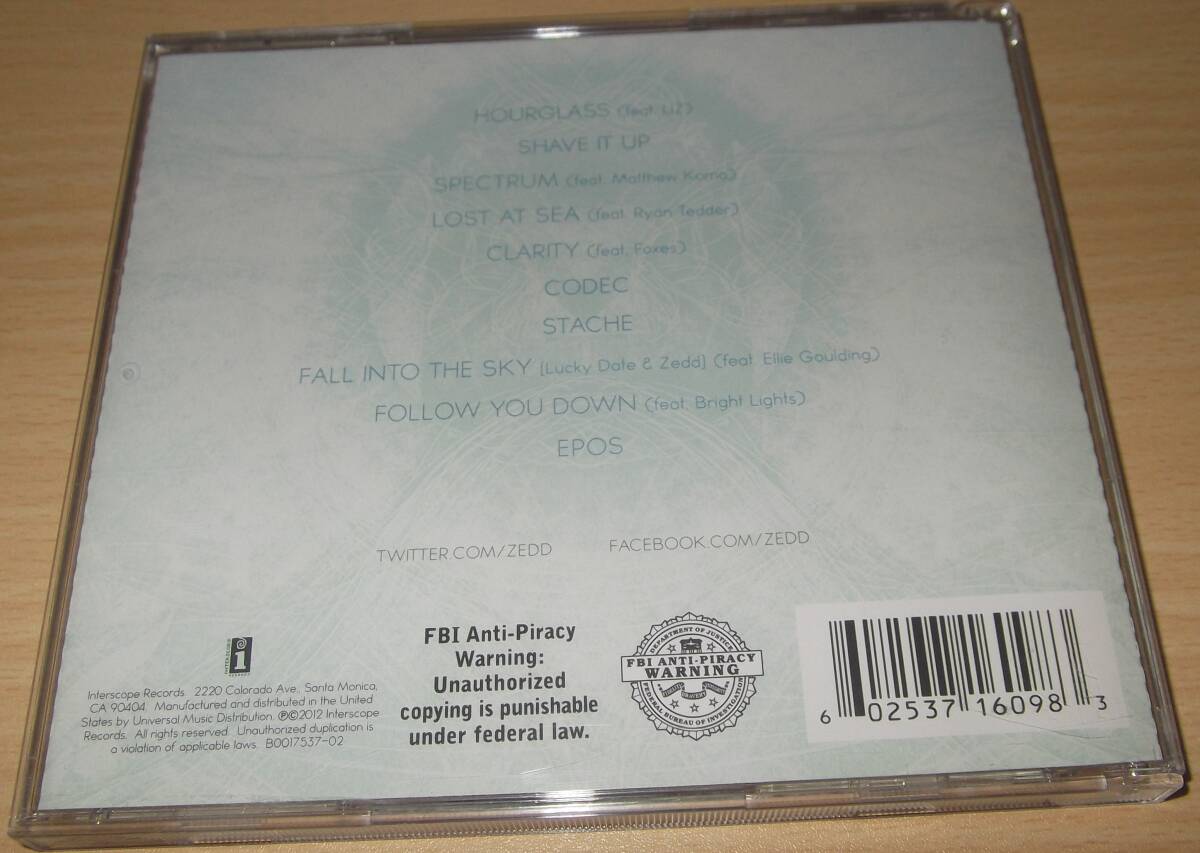 HOURGLASS (feat. LIZ)
SHAVE IT UP
SPECTRUM (feat. Matthew Koma)
LOST AT SEA (feat. Ryan Tedder)
CLARITY (feat. Foxes)
CODEC
STACHE
FALL INTO THE SKY [Lucky Date & Zedd] (feat. Ellie Goulding)
FOLLOW YOU DOWN (feat. Bright Lights)
EPOS
TWITTER.COM/ZEDD FACEBOOK.COM/ZEDD
INTERSCOPE RECORDS
Interscope Records 2220 Colorado Ave., Santa Monica,
CA 90404. Manufactured and distributed in the United
States by Universal Music Distribution. ℗©2012 Interscope
Records. All rights reserved. Unauthorized duplication is
a violation of applicable laws. B0017537-02
FBI Anti-Piracy
Warning:
Unauthorized
copying is punishable
under federal law.
DEPARTMENT OF JUSTICE
FBI ANTI-PIRACY
WARNING
FIDELITY BRAVERY INTEGRITY
FEDERAL BUREAU OF INVESTIGATION
6 02537 16098 3